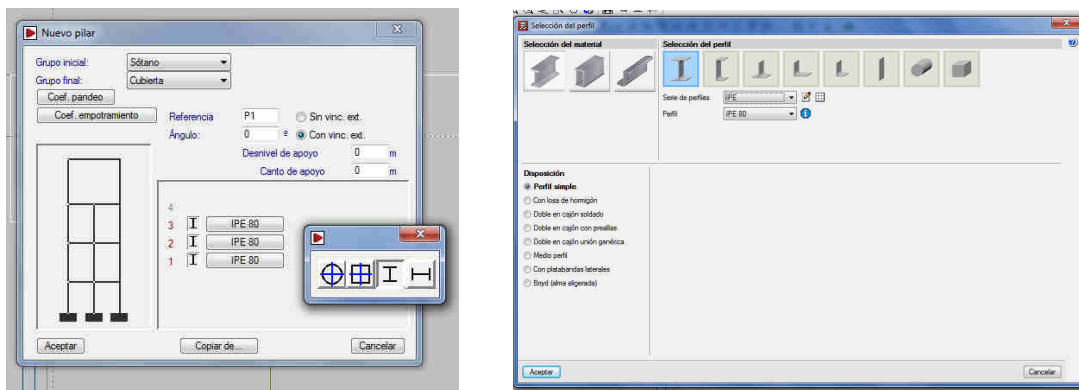 Nuevo pilar
Grupo inicial: Sótano
Grupo final: Cubierta
Coef. pandeo
Coef. empotramiento
Referencia P1 Sin vinc. ext.
Ángulo: 0 º Con vinc. ext.
Desnivel de apoyo 0 m
Canto de apoyo 0 m
4
3 IPE 80
2 IPE 80
1 IPE 80
Aceptar Copiar de... Cancelar
Selección del perfil
Selección del material Selección del perfil
Serie de perfiles IPE
Perfil IPE 80
Disposición
Perfil simple
Con losa de hormigón
Doble en cajón soldado
Doble en cajón con presillas
Doble en cajón unión genérica
Medio perfil
Con platabandas laterales
Boyd (alma aligerada)
Aceptar Cancelar